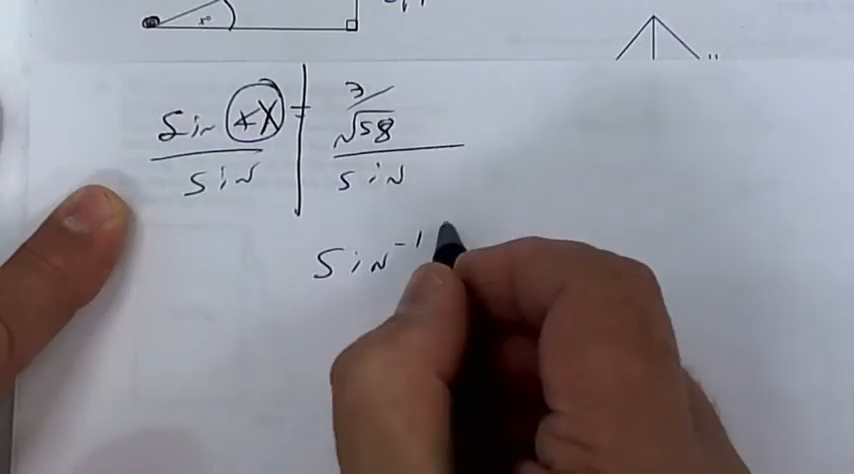 x°
sin ∡X = 3/√58
sin sin
sin⁻¹